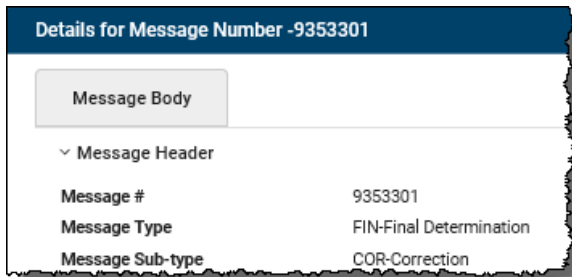 Details for Message Number -9353301
Message Body
Message Header
Message # 9353301
Message Type FIN-Final Determination
Message Sub-type COR-Correction